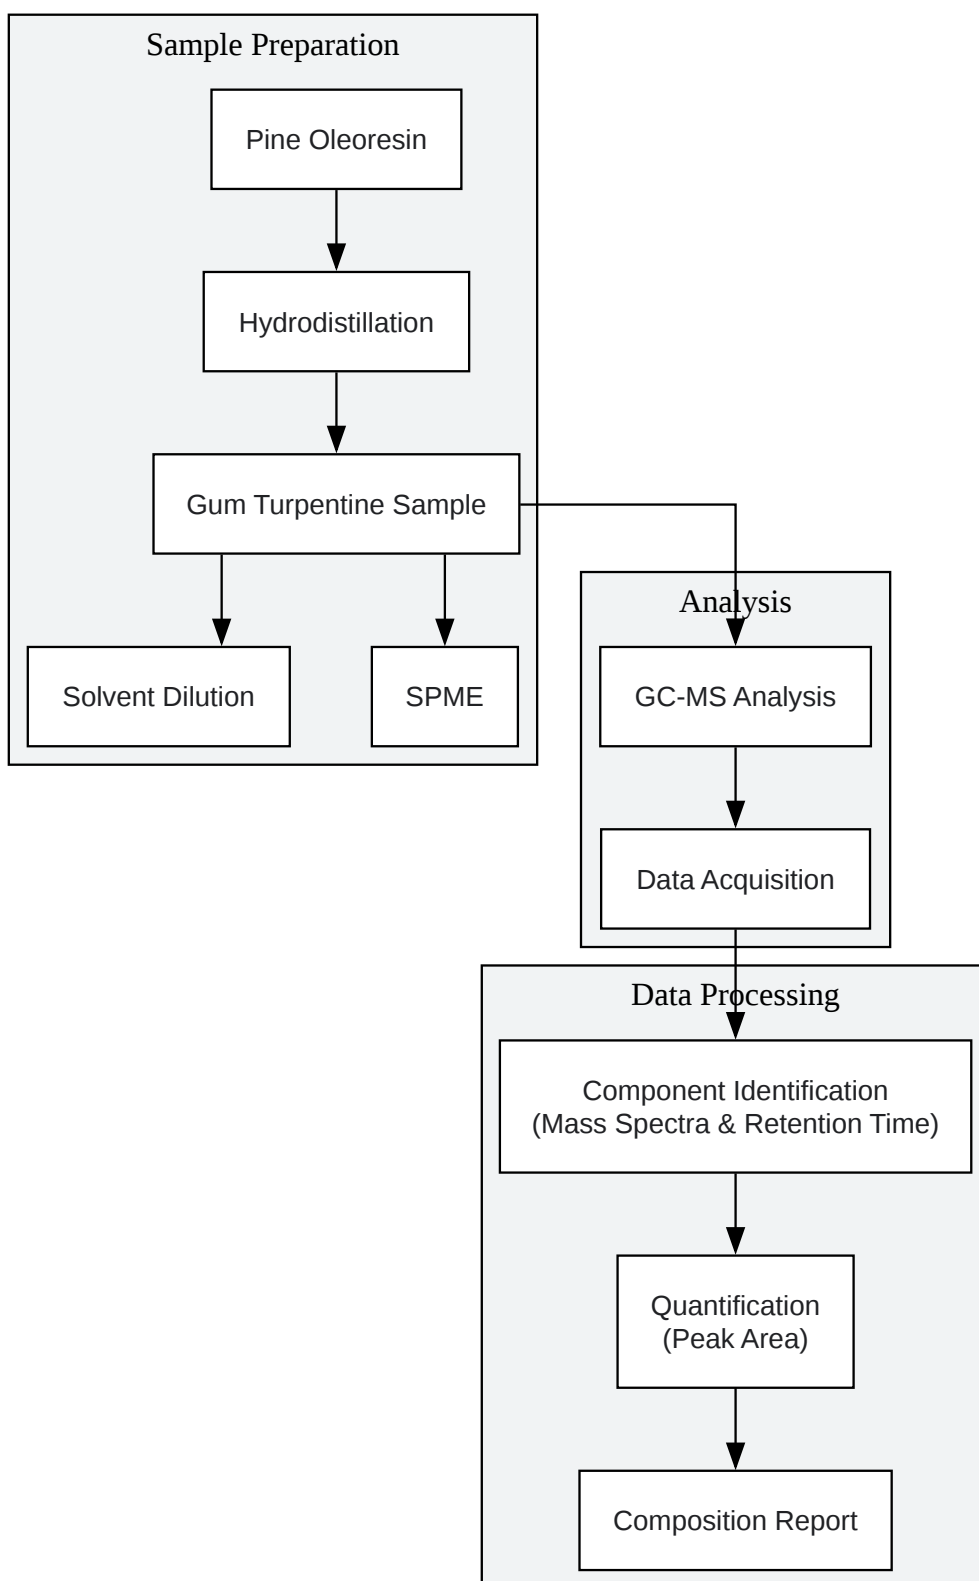 Sample Preparation
Pine Oleoresin
Hydrodistillation
Gum Turpentine Sample
Solvent Dilution
SPME
Analysis
GC-MS Analysis
Data Acquisition
Data Processing
Component Identification
(Mass Spectra & Retention Time)
Quantification
(Peak Area)
Composition Report